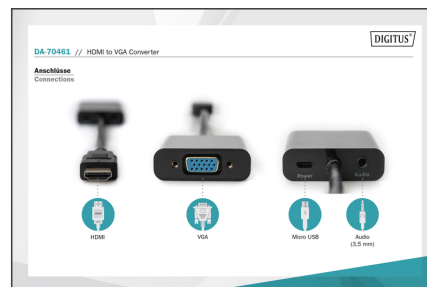 DIGITUS®
DA-70461 // HDMI to VGA Converter
Anschlüsse
Connections
Power
Audio
HDMI
VGA
Micro USB
Audio
(3,5 mm)